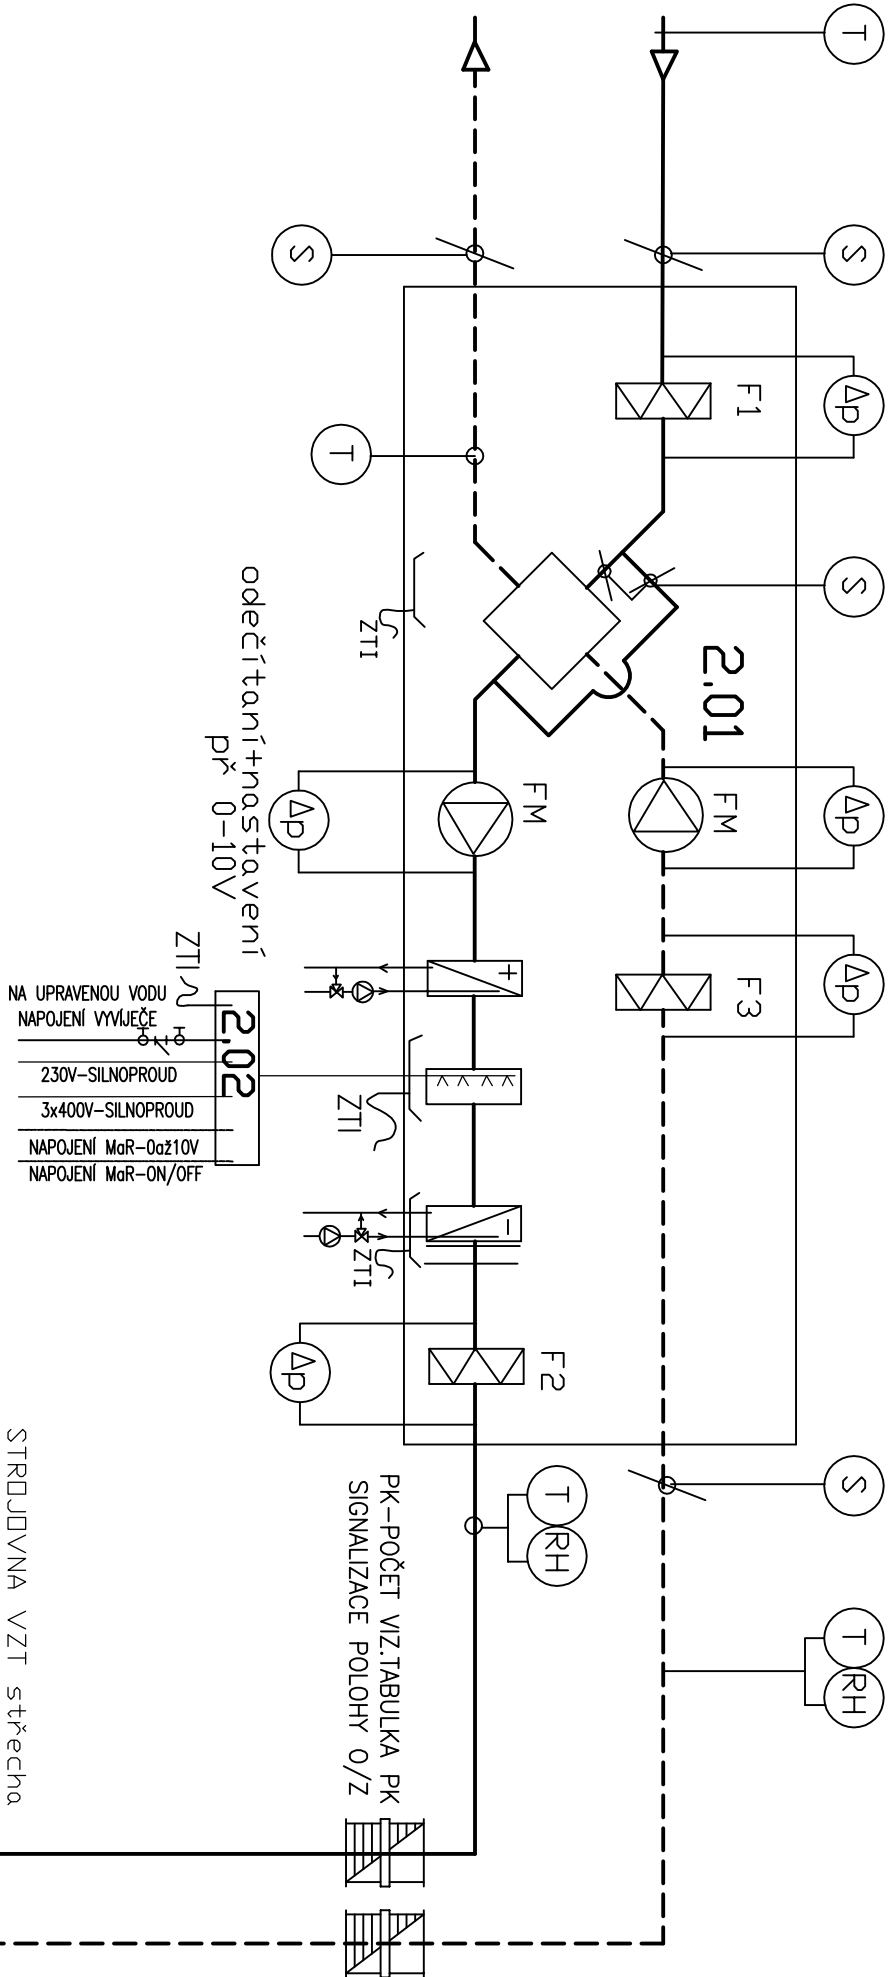 T
S
S
Δp
F1
T
S
ZTI
2.01
odečítaní+nastavení
př 0-10V
FM
FM
Δp
Δp
Δp
F3
ZTI
NA UPRAVENOU VODU
NAPOJENÍ VYVÍJEČE
230V-SILNOPROUD
3x400V-SILNOPROUD
NAPOJENÍ MaR-0až10V
NAPOJENÍ MaR-ON/OFF
2.02
+
ZTI
-
ZTI
Δp
F2
S
T
RH
T
RH
PK-POČET VIZ.TABULKA PK
SIGNALIZACE POLOHY O/Z
STROJOVNA VZT střecha